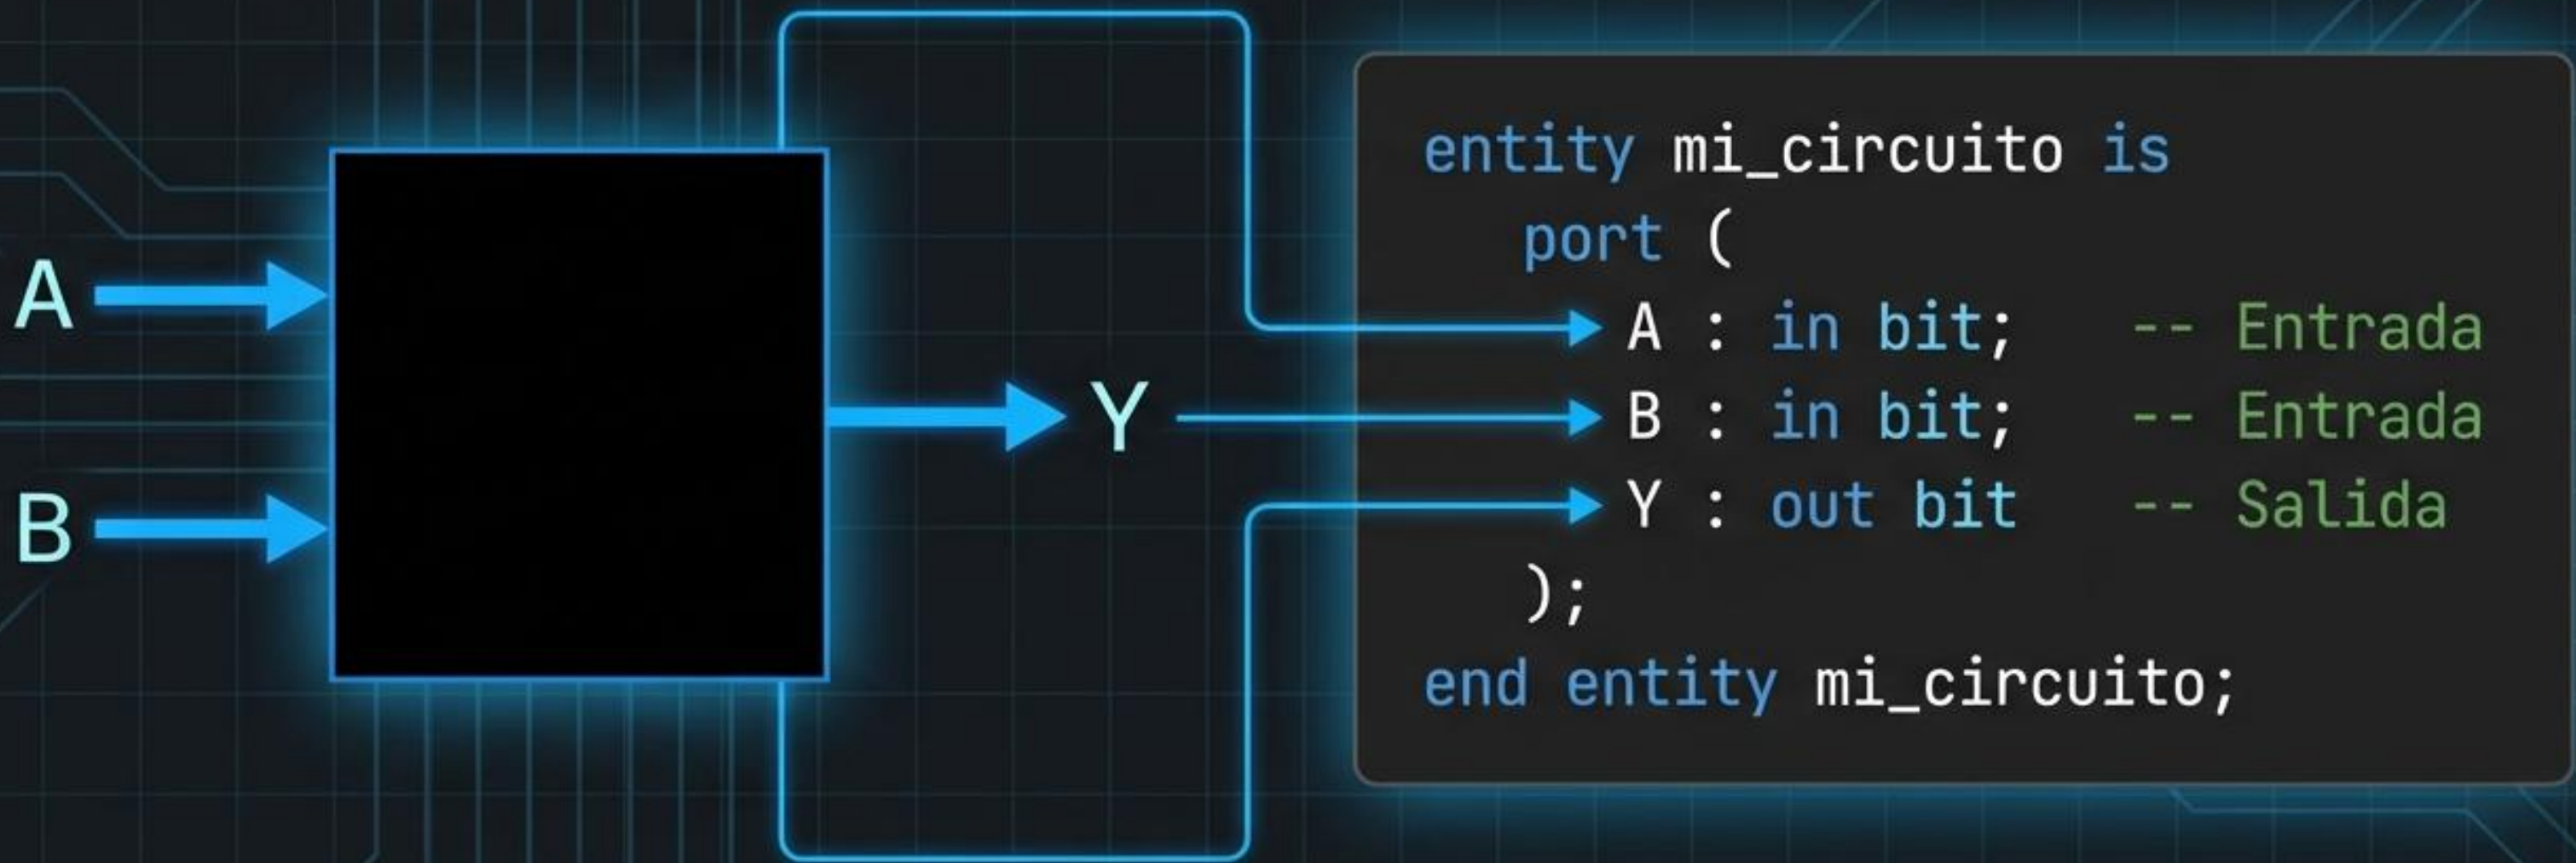 A
B
Y
entity mi_circuito is
port (
A : in bit; -- Entrada
B : in bit; -- Entrada
Y : out bit -- Salida
);
end entity mi_circuito;